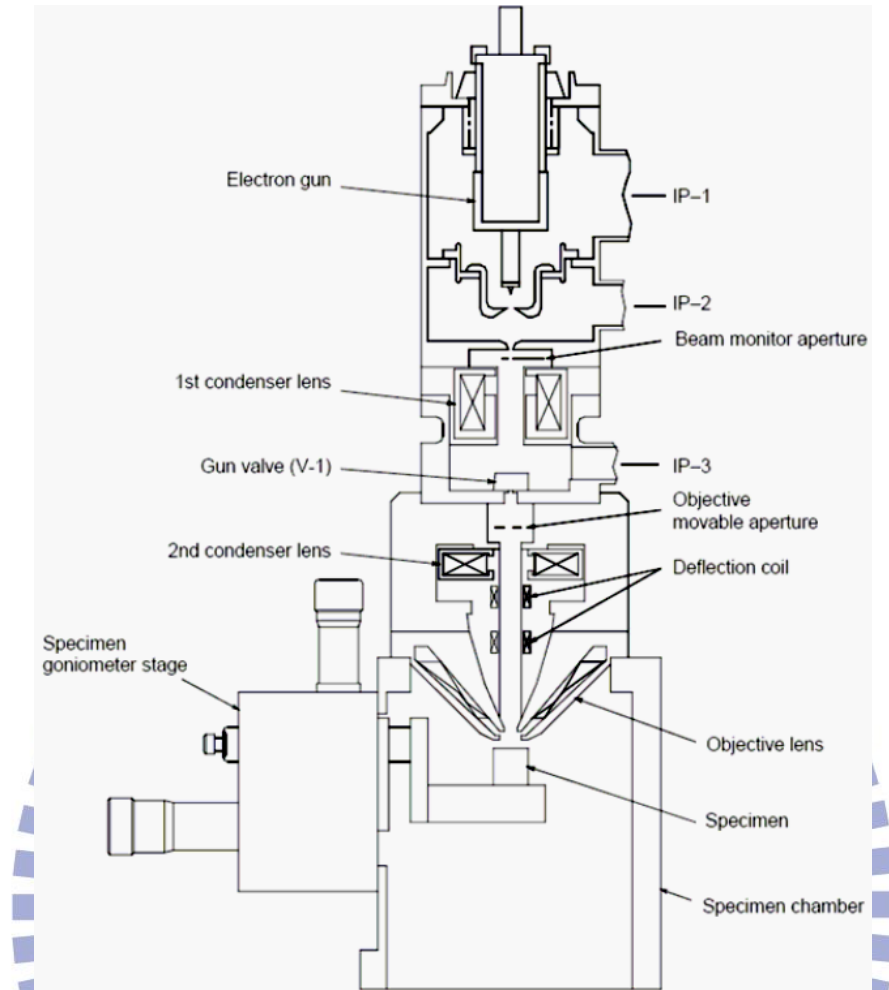 Electron gun
IP–1
IP–2
Beam monitor aperture
1st condenser lens
Gun valve (V-1)
IP–3
Objective
movable aperture
2nd condenser lens
Deflection coil
Specimen
goniometer stage
Objective lens
Specimen
Specimen chamber